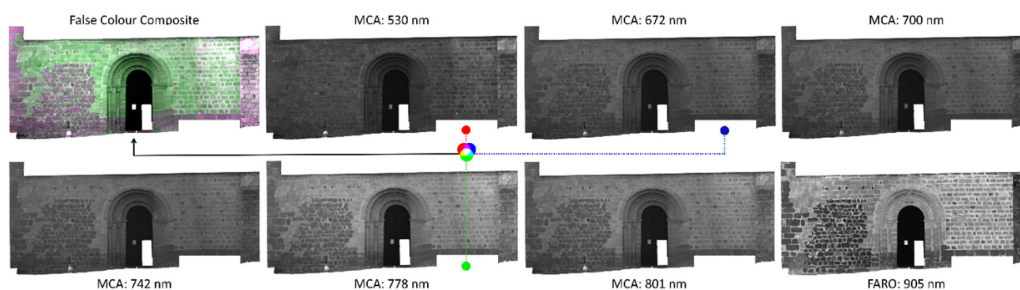 False Colour Composite
MCA: 530 nm
MCA: 672 nm
MCA: 700 nm
MCA: 742 nm
MCA: 778 nm
MCA: 801 nm
FARO: 905 nm